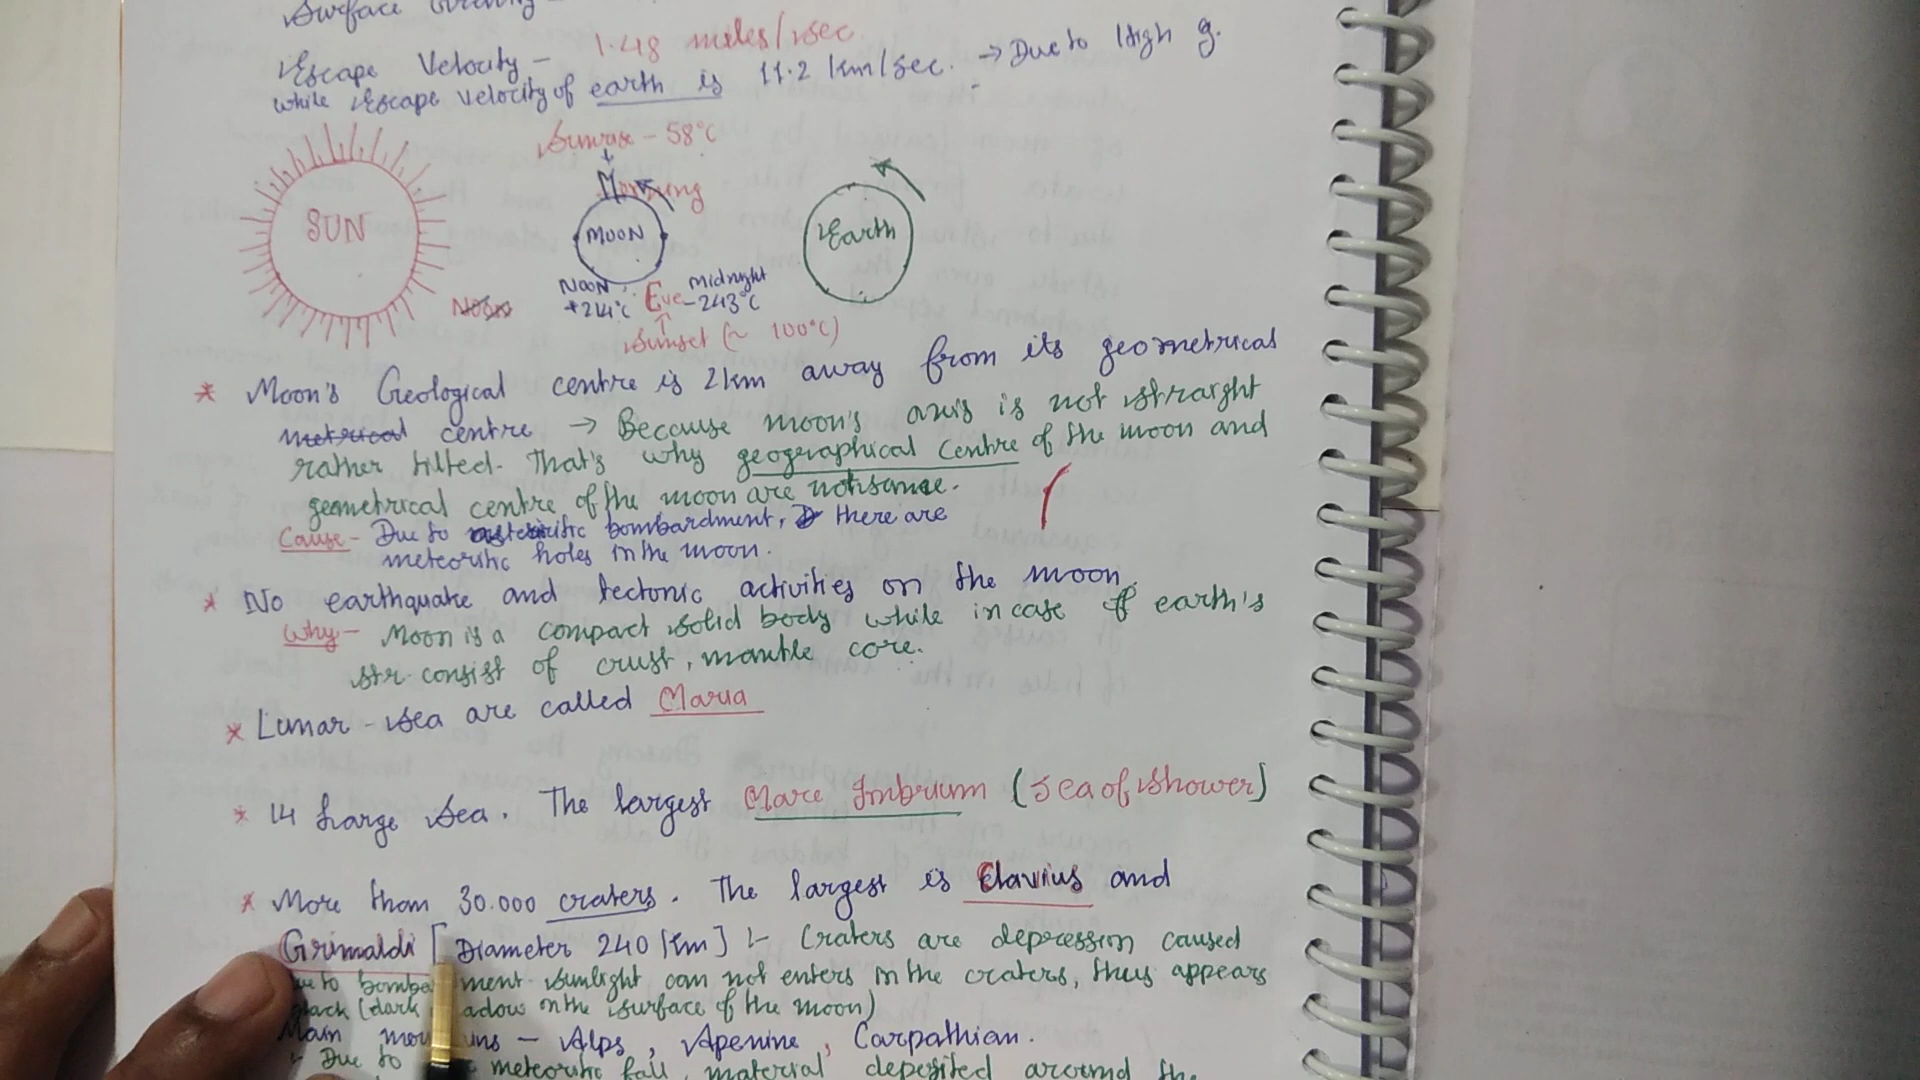 Surface
Escape Velocity - 1.48 miles/sec
while Escape velocity of earth is 11.2 km/sec. → Due to High g.
Sunrise - 58°C
Morning
SUN
MOON
Earth
Noon
NOON
+214°C
Eve
Midnight
-243°C
Sunset (~ 100°C)
* Moon's Geological centre is 2km away from its geometrical
metrical centre → Because moon's axis is not straight
rather tilted. That's why geographical centre of the moon and
geometrical centre of the moon are not same.
Cause - Due to bombardment, there are
meteoritic holes in the moon.
* No earthquake and tectonic activities on the moon.
Why - Moon is a compact solid body while in case of earth's
str. consist of crust, mantle core.
* Lunar - Sea are called Maria
* 14 Large Sea. The largest Mare Imbrium (Sea of Shower)
* More than 30.000 craters. The largest is Clavius and
Grimaldi [Diameter 240 km] :- Craters are depression caused
ment. Sunlight can not enters in the craters, thus appears
(dark on the surface of the moon)
Main - Alps, Apenine, Carpathian.
Due to meteoritic fall, material deposited around the